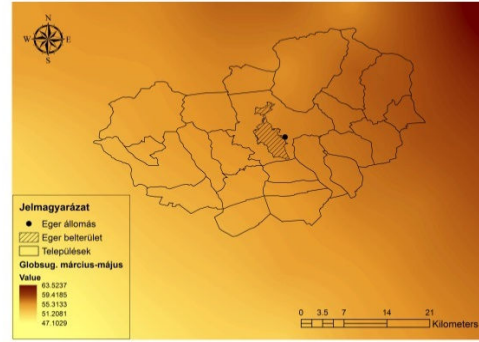 N
W E
S
Jelmagyarázat
Eger állomás
Eger belterület
Települések
Globsug. március-május
Value
63.5237
59.4185
55.3133
51.2081
47.1029
0 3.5 7 14 21
Kilometers